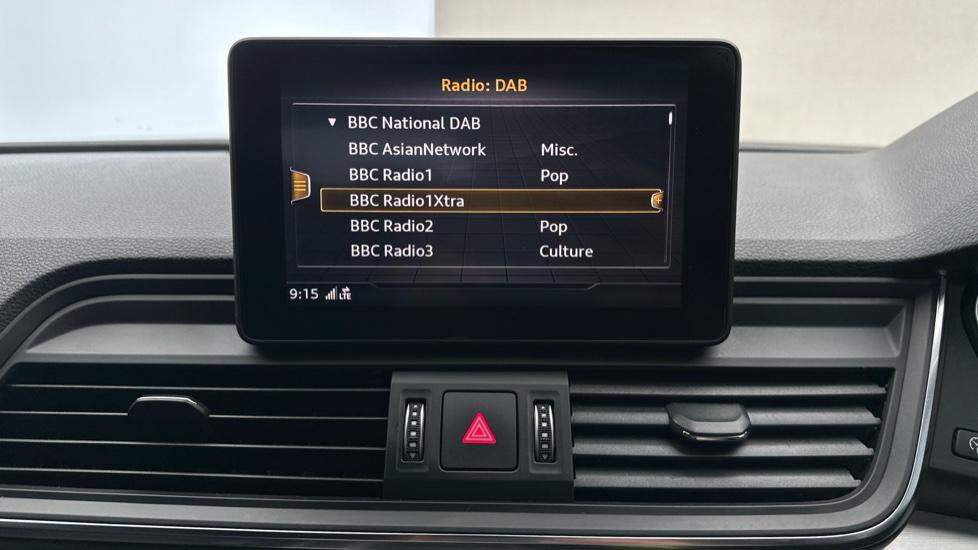 Radio: DAB
BBC National DAB
BBC AsianNetwork Misc.
BBC Radio1 Pop
BBC Radio1Xtra
BBC Radio2 Pop
BBC Radio3 Culture
9:15 LTE